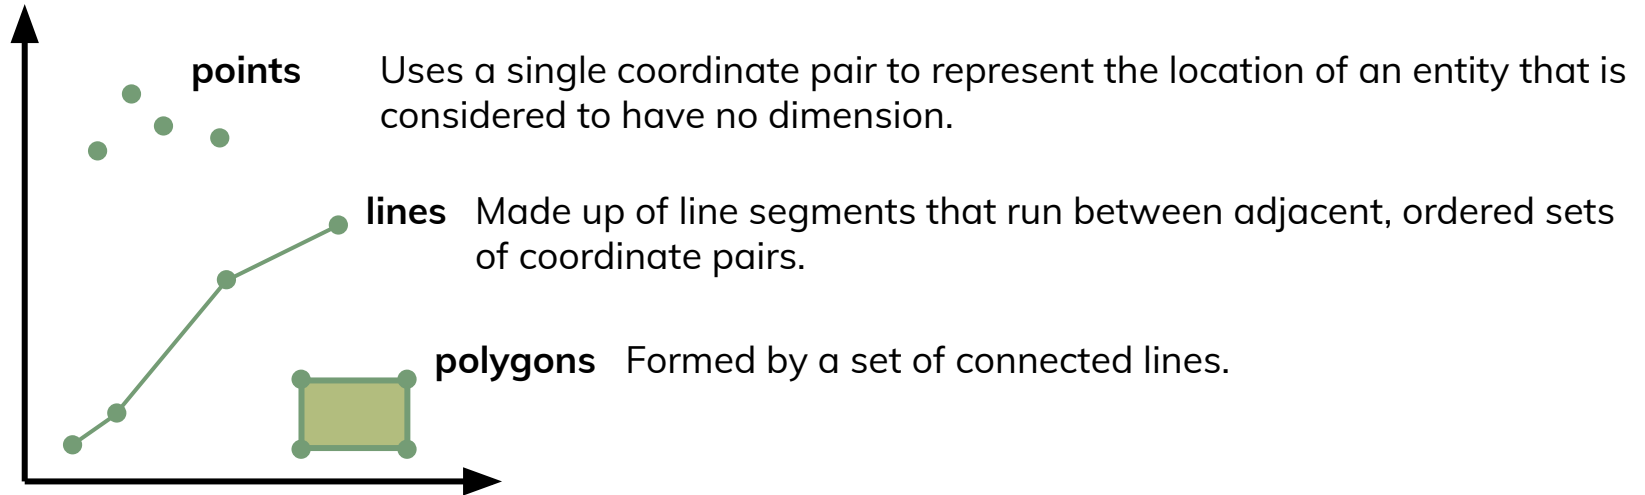 points Uses a single coordinate pair to represent the location of an entity that is
considered to have no dimension.
lines Made up of line segments that run between adjacent, ordered sets
of coordinate pairs.
polygons Formed by a set of connected lines.